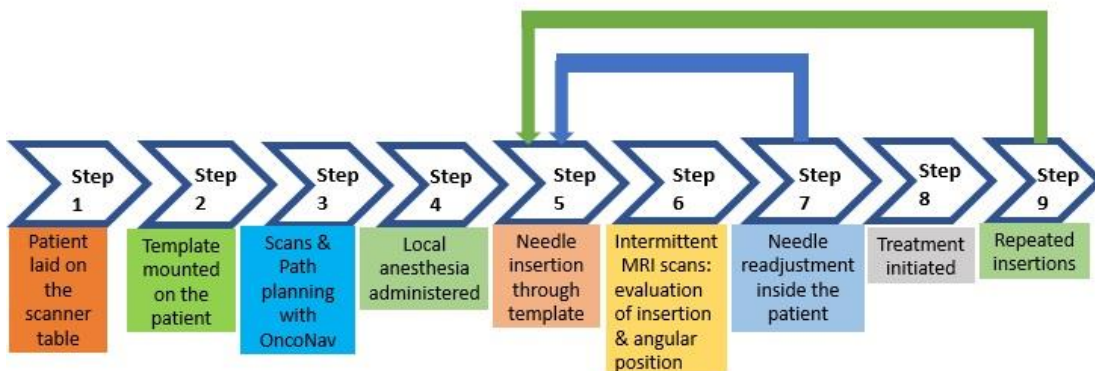 Step
1
Step
2
Step
3
Step
4
Step
5
Step
6
Step
7
Step
8
Step
9
Patient
laid on
the
scanner
table
Template
mounted
on the
patient
Scans &
Path
planning
with
OncoNav
Local
anesthesia
administered
Needle
insertion
through
template
Intermittent
MRI scans:
evaluation
of insertion
& angular
position
Needle
readjustment
inside the
patient
Treatment
initiated
Repeated
insertions